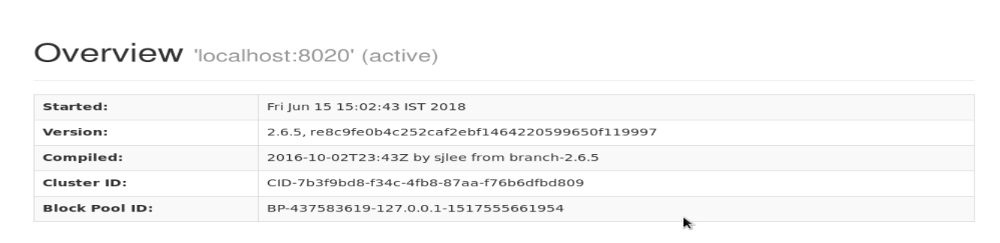 Overview 'localhost:8020' (active)
Started: Fri Jun 15 15:02:43 IST 2018
Version: 2.6.5, re8c9fe0b4c252caf2ebf1464220599650f119997
Compiled: 2016-10-02T23:43Z by sjlee from branch-2.6.5
Cluster ID: CID-7b3f9bd8-f34c-4fb8-87aa-f76b6dfbd809
Block Pool ID: BP-437583619-127.0.0.1-1517555661954